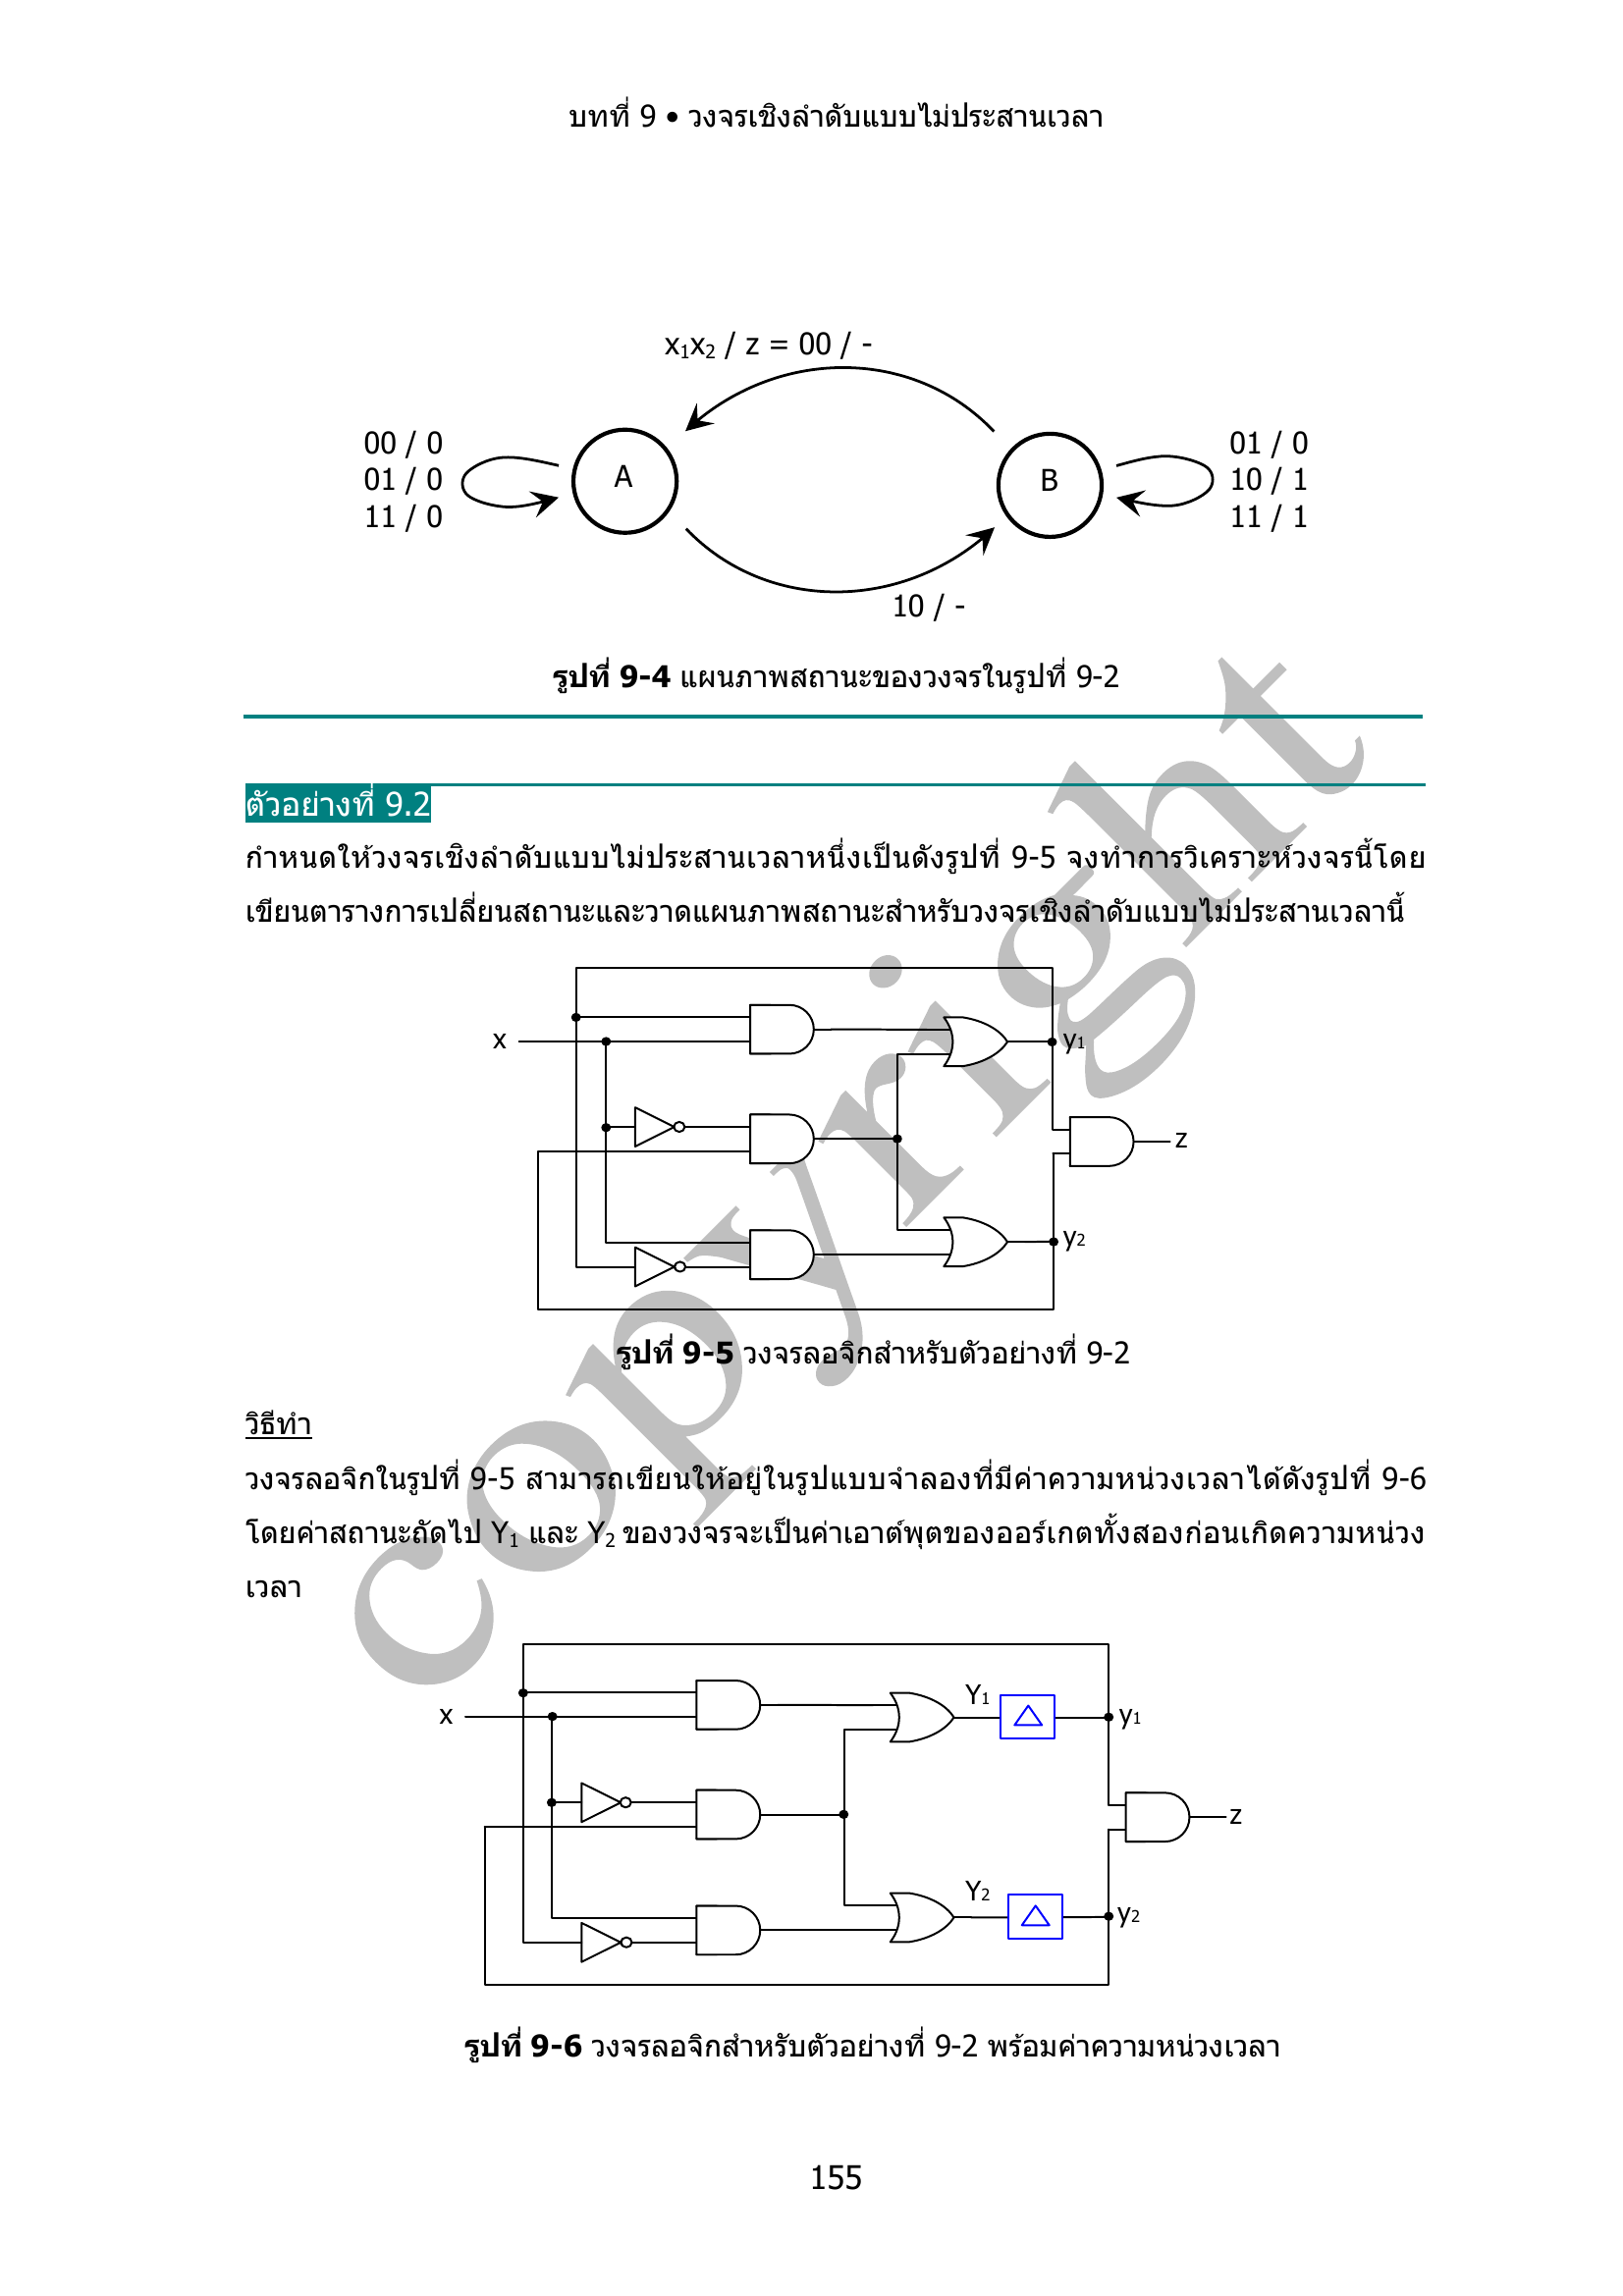 บทที่ 9 • วงจรเชิงลำดับแบบไม่ประสานเวลา
x₁x₂ / z = 00 / -
00 / 0
01 / 0
11 / 0
A
B
01 / 0
10 / 1
11 / 1
10 / -
รูปที่ 9-4 แผนภาพสถานะของวงจรในรูปที่ 9-2
ตัวอย่างที่ 9.2
กำหนดให้วงจรเชิงลำดับแบบไม่ประสานเวลาหนึ่งเป็นดังรูปที่ 9-5 จงทำการวิเคราะห์วงจรนี้โดย
เขียนตารางการเปลี่ยนสถานะและวาดแผนภาพสถานะสำหรับวงจรเชิงลำดับแบบไม่ประสานเวลานี้
x
y₁
z
y₂
รูปที่ 9-5 วงจรลอจิกสำหรับตัวอย่างที่ 9-2
วิธีทำ
วงจรลอจิกในรูปที่ 9-5 สามารถเขียนให้อยู่ในรูปแบบจำลองที่มีค่าความหน่วงเวลาได้ดังรูปที่ 9-6
โดยค่าสถานะถัดไป Y₁ และ Y₂ ของวงจรจะเป็นค่าเอาต์พุตของออร์เกตทั้งสองก่อนเกิดความหน่วง
เวลา
Y₁
x
y₁
z
Y₂
y₂
รูปที่ 9-6 วงจรลอจิกสำหรับตัวอย่างที่ 9-2 พร้อมค่าความหน่วงเวลา
155
copyright